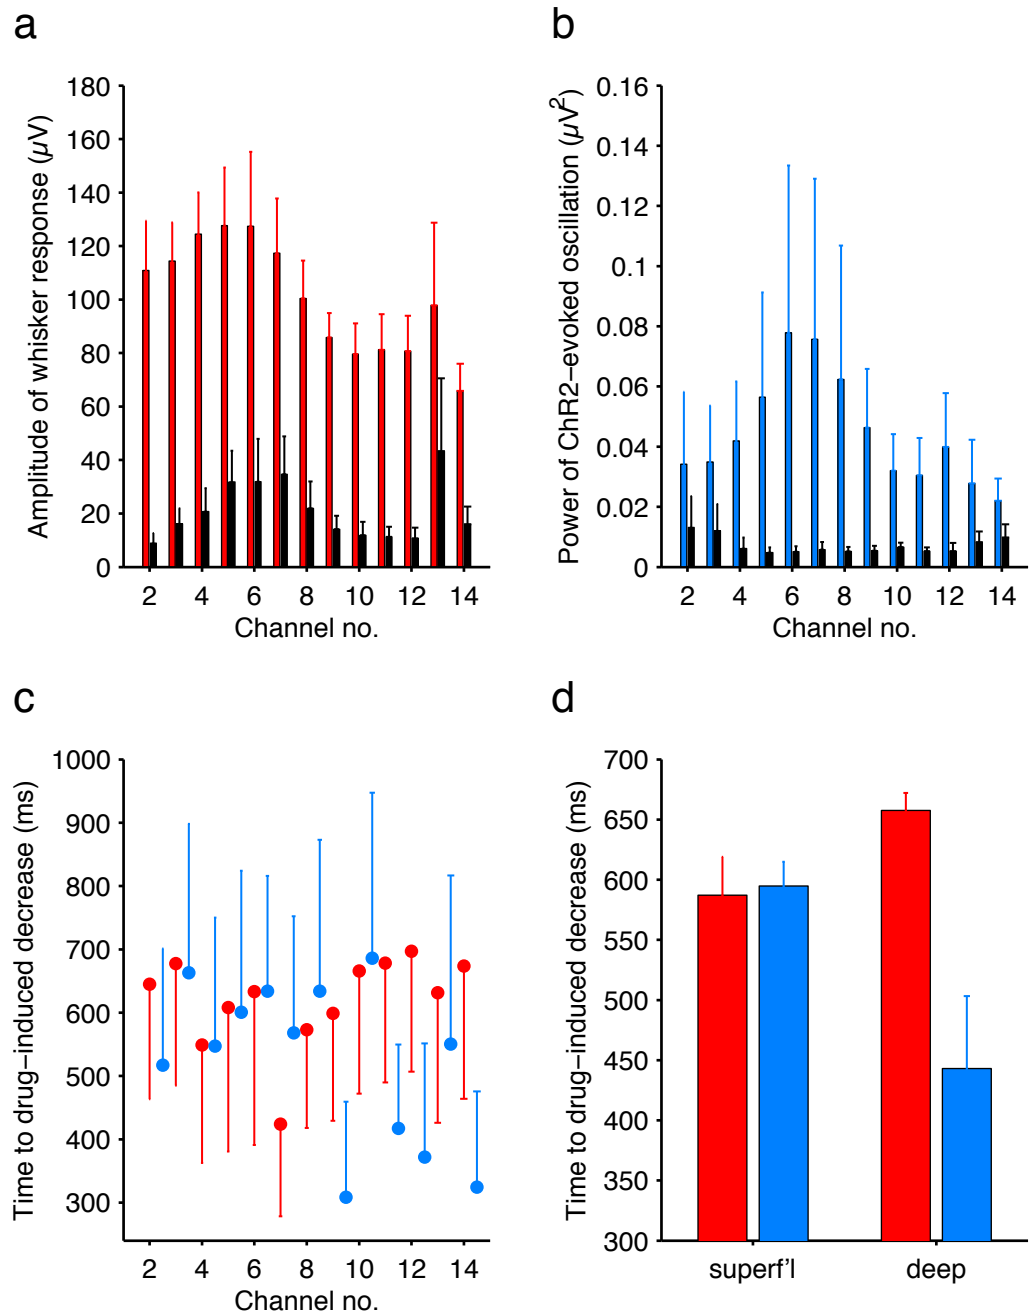 a
Amplitude of whisker response (μV)
180
160
140
120
100
80
60
40
20
0
2 4 6 8 10 12 14
Channel no.
b
Power of ChR2−evoked oscillation (μV²)
0.16
0.14
0.12
0.1
0.08
0.06
0.04
0.02
0
2 4 6 8 10 12 14
Channel no.
c
Time to drug−induced decrease (ms)
1000
900
800
700
600
500
400
300
2 4 6 8 10 12 14
Channel no.
d
Time to drug−induced decrease (ms)
700
650
600
550
500
450
400
350
300
superf'l deep